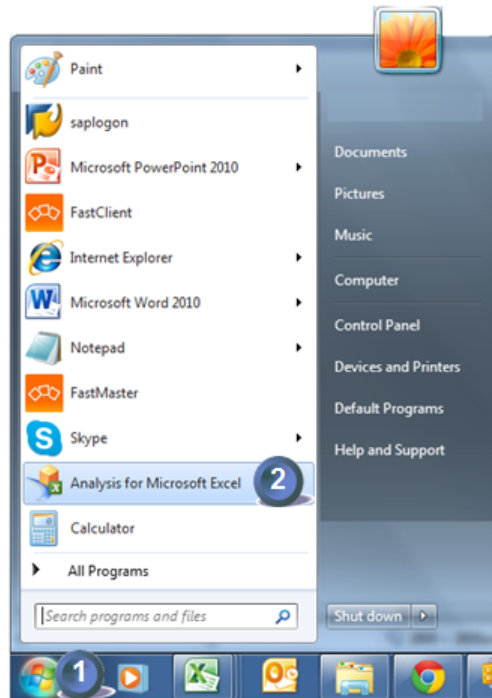 Paint
saplogon
Microsoft PowerPoint 2010
FastClient
Internet Explorer
Microsoft Word 2010
Notepad
FastMaster
Skype
Analysis for Microsoft Excel
2
Calculator
All Programs
Search programs and files
Documents
Pictures
Music
Computer
Control Panel
Devices and Printers
Default Programs
Help and Support
Shut down
1